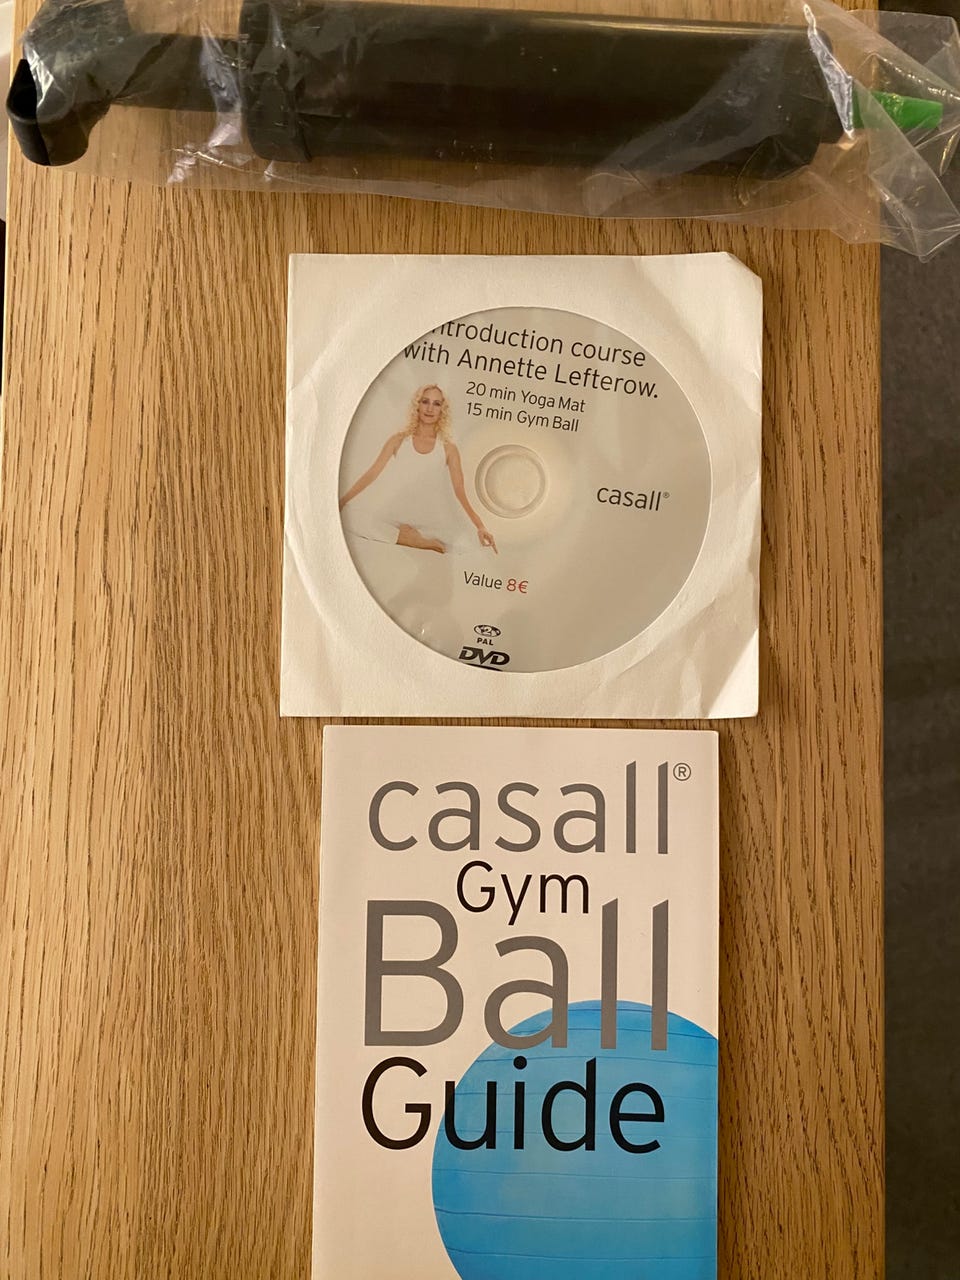 ntroduction course
with Annette Lefterow.
20 min Yoga Mat
15 min Gym Ball
casall®
Value 8€
PAL
DVD
casall®
Gym
Ball
Guide